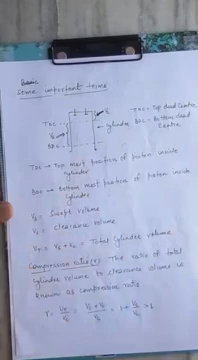 Basic
Some important terms
Vc
TDC
TDC = Top dead Centre
Vs
cylinder
BDC = Bottom dead Centre
BDC
TDC → Top most position of piston inside
cylinder
BDC → Bottom most position of piston inside
cylinder
Vs = Swept volume
Vc = clearance volume
VT = Vs + Vc = Total cylinder volume
Compression ratio (r) The ratio of total
cylinder volume to clearance volume is
known as compression ratio
r = VT/Vc = Vc + Vs/Vc = 1 + Vs/Vc > 1